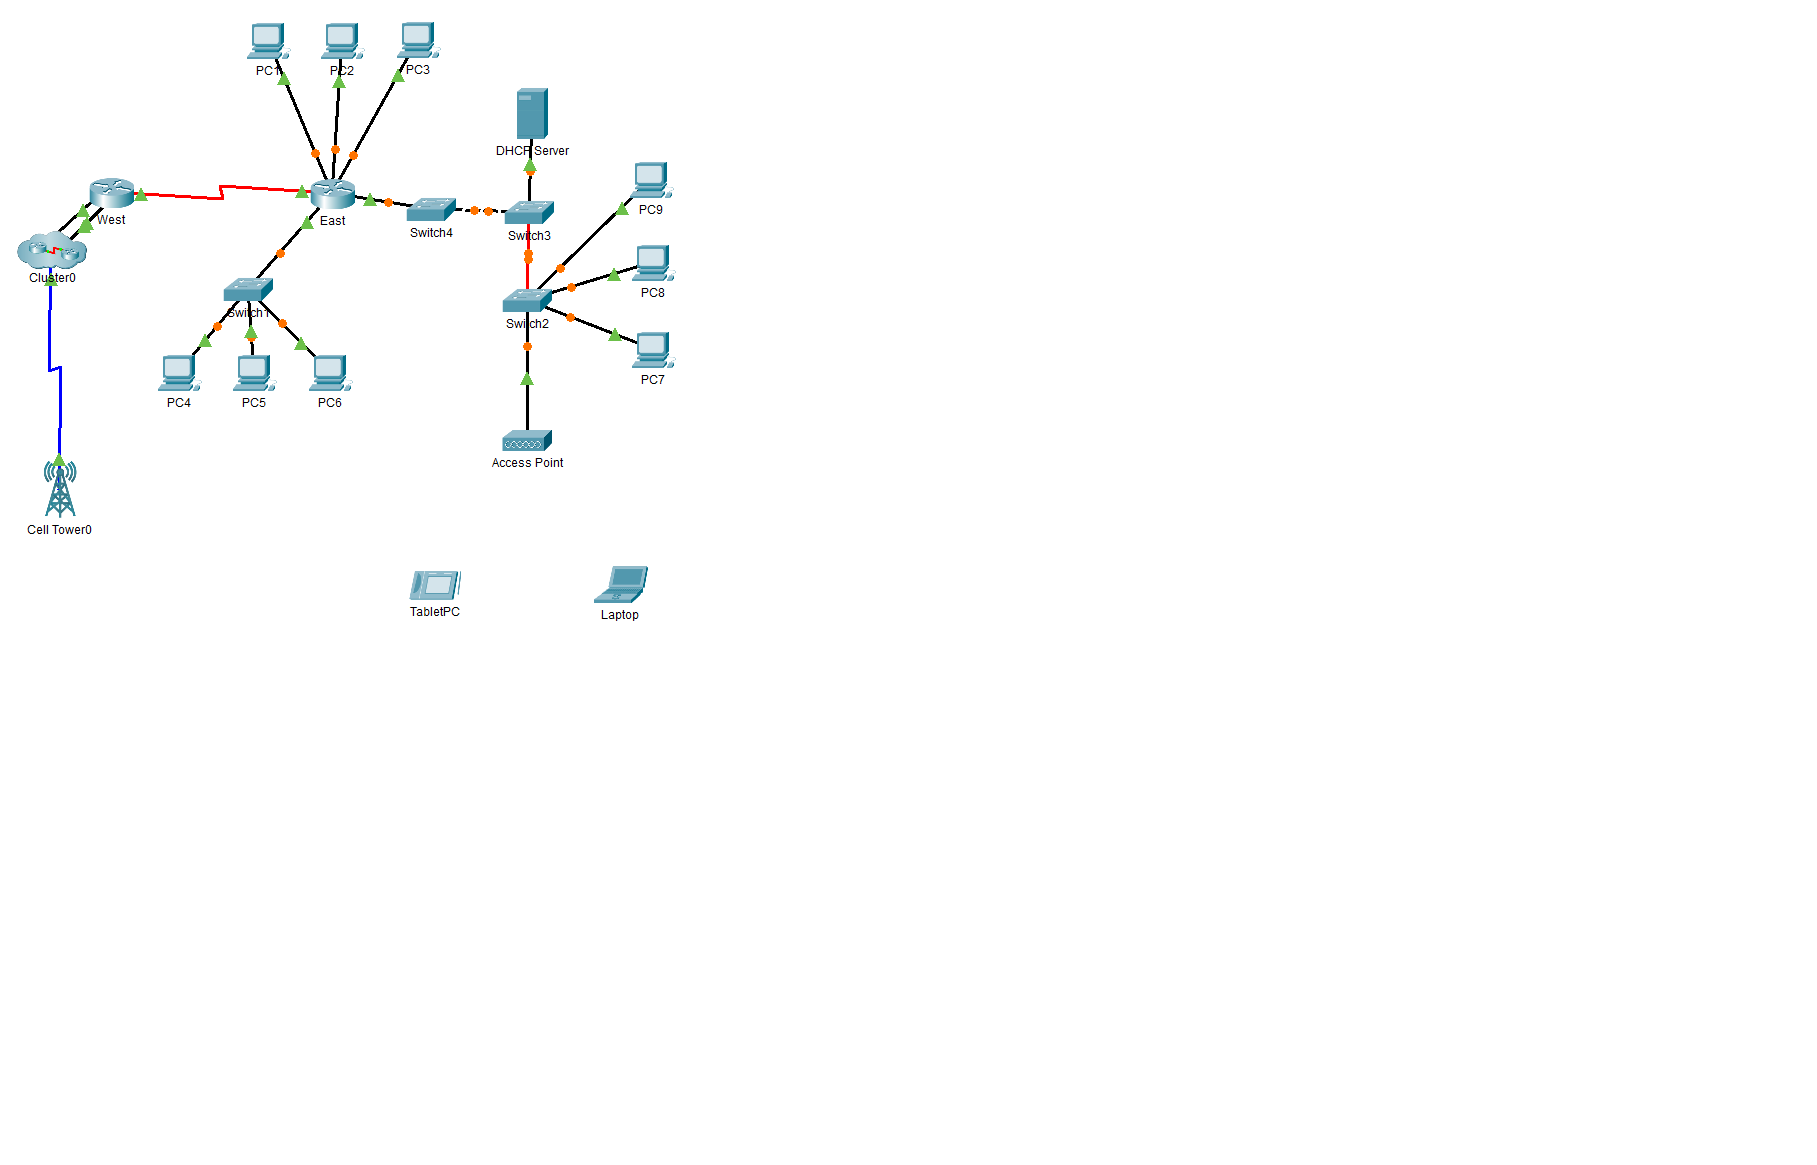 PC1
PC2
PC3
DHCP Server
PC9
West
East
Switch4
Switch3
Cluster0
PC8
Switch1
Switch2
PC7
PC4
PC5
PC6
Access Point
Cell Tower0
TabletPC
Laptop